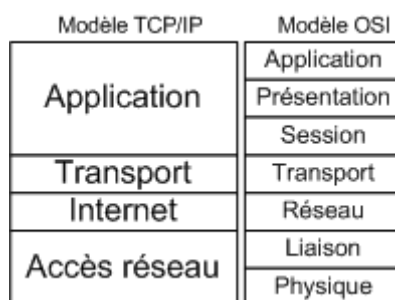 Modèle TCP/IP
Modèle OSI
Application
Application
Présentation
Session
Transport
Transport
Internet
Réseau
Accès réseau
Liaison
Physique